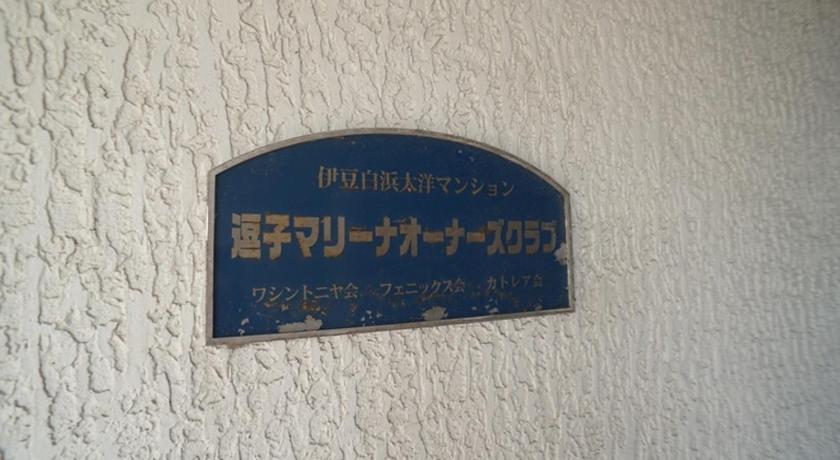 伊豆白浜太洋マンション
逗子マリーナオーナーズクラブ
ワシントニヤ会 フェニックス会 カトレア会